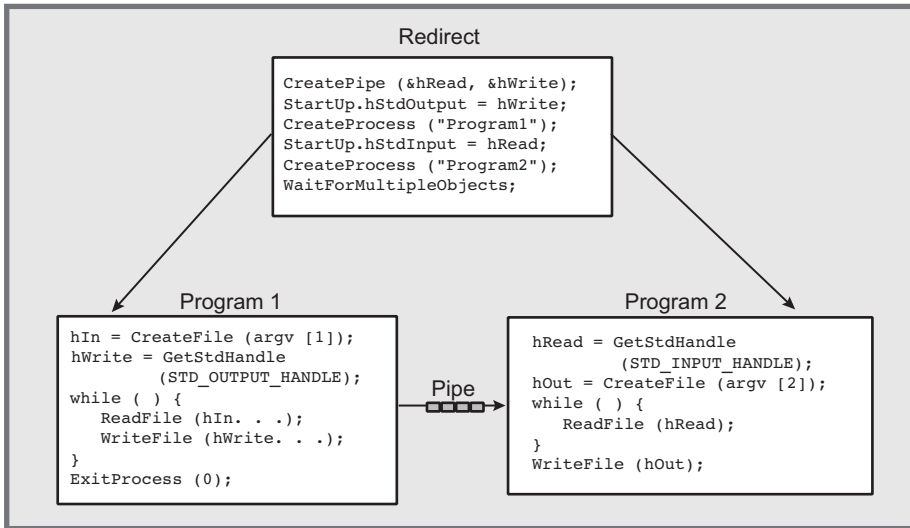 Redirect
CreatePipe (&hRead, &hWrite);
StartUp.hStdOutput = hWrite;
CreateProcess ("Program1");
StartUp.hStdInput = hRead;
CreateProcess ("Program2");
WaitForMultipleObjects;
Program 1
hIn = CreateFile (argv [1]);
hWrite = GetStdHandle
(STD_OUTPUT_HANDLE);
while ( ) {
ReadFile (hIn. . .);
WriteFile (hWrite. . .);
}
ExitProcess (0);
Pipe
Program 2
hRead = GetStdHandle
(STD_INPUT_HANDLE);
hOut = CreateFile (argv [2]);
while ( ) {
ReadFile (hRead);
}
WriteFile (hOut);